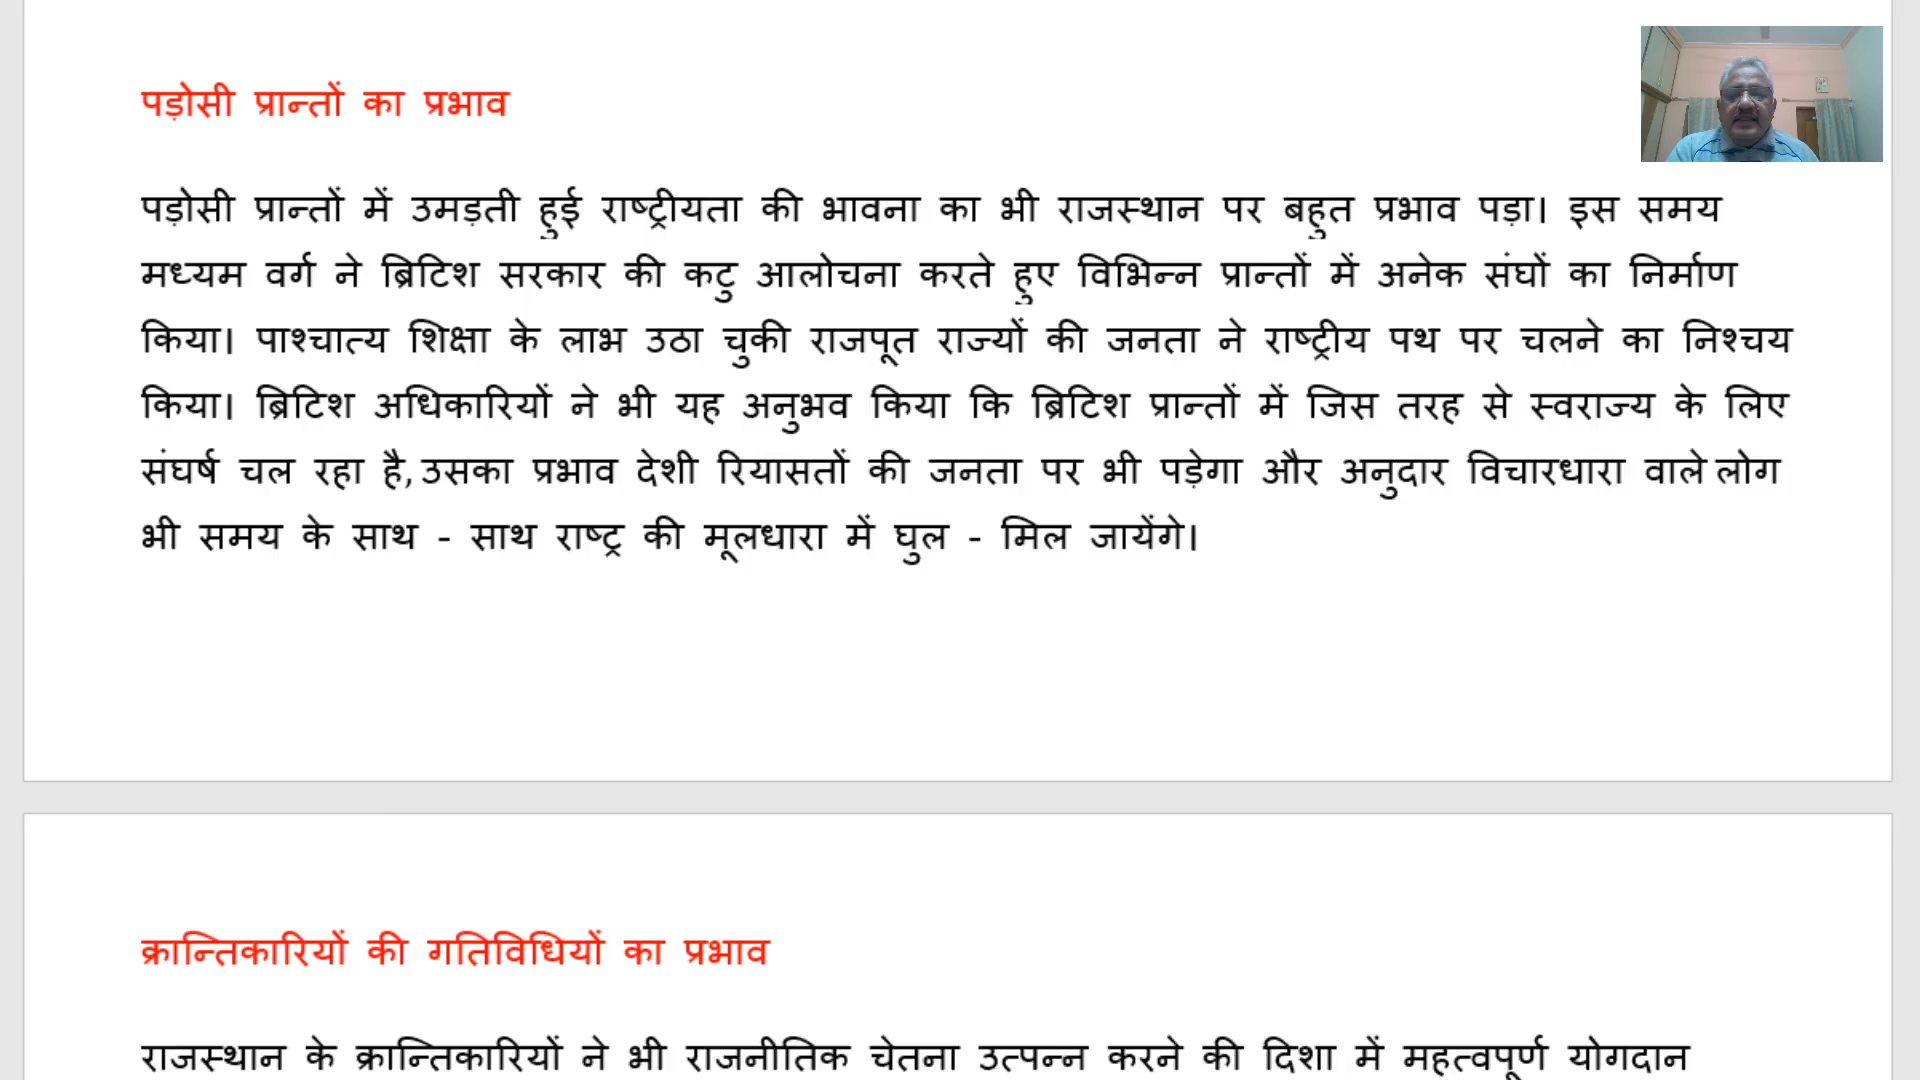 पड़ोसी प्रान्तों का प्रभाव
पड़ोसी प्रान्तों में उमड़ती हुई राष्ट्रीयता की भावना का भी राजस्थान पर बहुत प्रभाव पड़ा। इस समय
मध्यम वर्ग ने ब्रिटिश सरकार की कटु आलोचना करते हुए विभिन्न प्रान्तों में अनेक संघों का निर्माण
किया। पाश्चात्य शिक्षा के लाभ उठा चुकी राजपूत राज्यों की जनता ने राष्ट्रीय पथ पर चलने का निश्चय
किया। ब्रिटिश अधिकारियों ने भी यह अनुभव किया कि ब्रिटिश प्रान्तों में जिस तरह से स्वराज्य के लिए
संघर्ष चल रहा है, उसका प्रभाव देशी रियासतों की जनता पर भी पड़ेगा और अनुदार विचारधारा वाले लोग
भी समय के साथ - साथ राष्ट्र की मूलधारा में घुल - मिल जायेंगे।
क्रान्तिकारियों की गतिविधियों का प्रभाव
राजस्थान के क्रान्तिकारियों ने भी राजनीतिक चेतना उत्पन्न करने की दिशा में महत्वपूर्ण योगदान